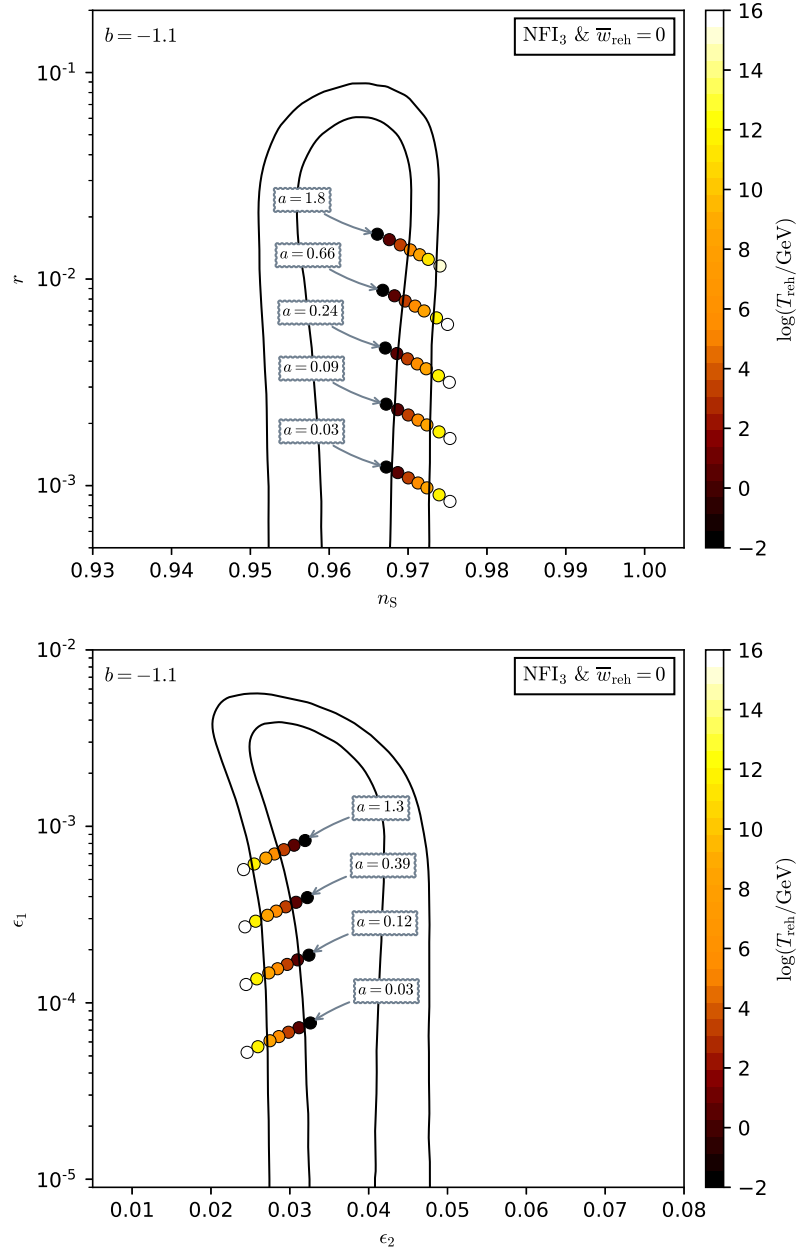 b = −1.1
NFI₃ & w̅_reh = 0
a = 1.8
a = 0.66
a = 0.24
a = 0.09
a = 0.03
10⁻¹
10⁻²
10⁻³
r
0.93 0.94 0.95 0.96 0.97 0.98 0.99 1.00
n_S
16
14
12
10
8
6
4
2
0
−2
log(T_reh/GeV)
b = −1.1
NFI₃ & w̅_reh = 0
a = 1.3
a = 0.39
a = 0.12
a = 0.03
10⁻²
10⁻³
10⁻⁴
10⁻⁵
ϵ₁
0.01 0.02 0.03 0.04 0.05 0.06 0.07 0.08
ϵ₂
16
14
12
10
8
6
4
2
0
−2
log(T_reh/GeV)